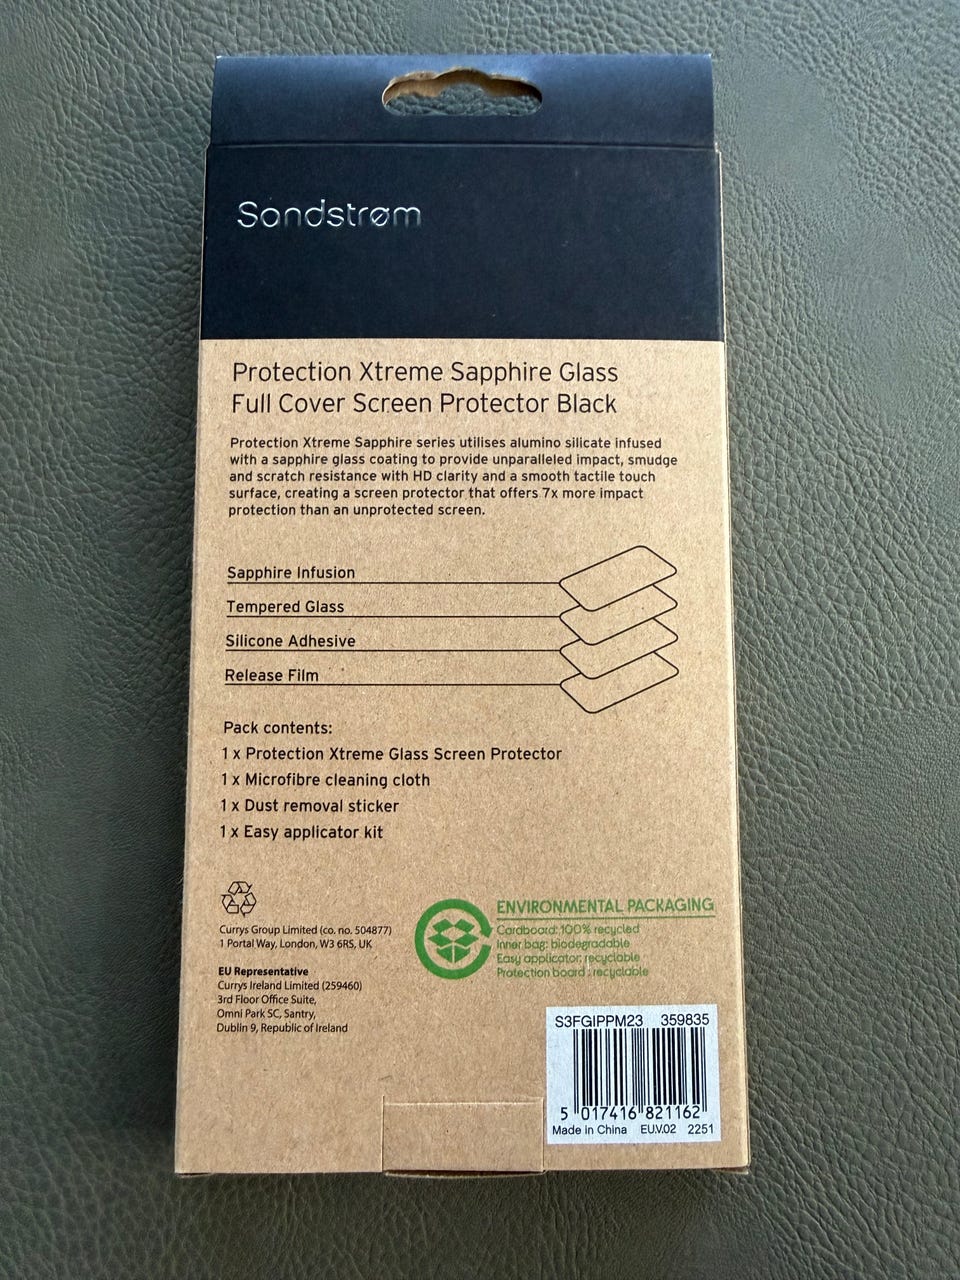 Sandstrøm
Protection Xtreme Sapphire Glass
Full Cover Screen Protector Black
Protection Xtreme Sapphire series utilises alumino silicate infused
with a sapphire glass coating to provide unparalleled impact, smudge
and scratch resistance with HD clarity and a smooth tactile touch
surface, creating a screen protector that offers 7x more impact
protection than an unprotected screen.
Sapphire Infusion
Tempered Glass
Silicone Adhesive
Release Film
Pack contents:
1 x Protection Xtreme Glass Screen Protector
1 x Microfibre cleaning cloth
1 x Dust removal sticker
1 x Easy applicator kit
Currys Group Limited (co. no. 504877)
1 Portal Way, London, W3 6RS, UK
EU Representative
Currys Ireland Limited (259460)
3rd Floor Office Suite,
Omni Park SC, Santry,
Dublin 9, Republic of Ireland
ENVIRONMENTAL PACKAGING
Cardboard: 100% recycled
Inner bag: biodegradable
Easy applicator: recyclable
Protection board : recyclable
S3FGIPPM23 359835
5 017416 821162
Made in China EU.V.02 2251